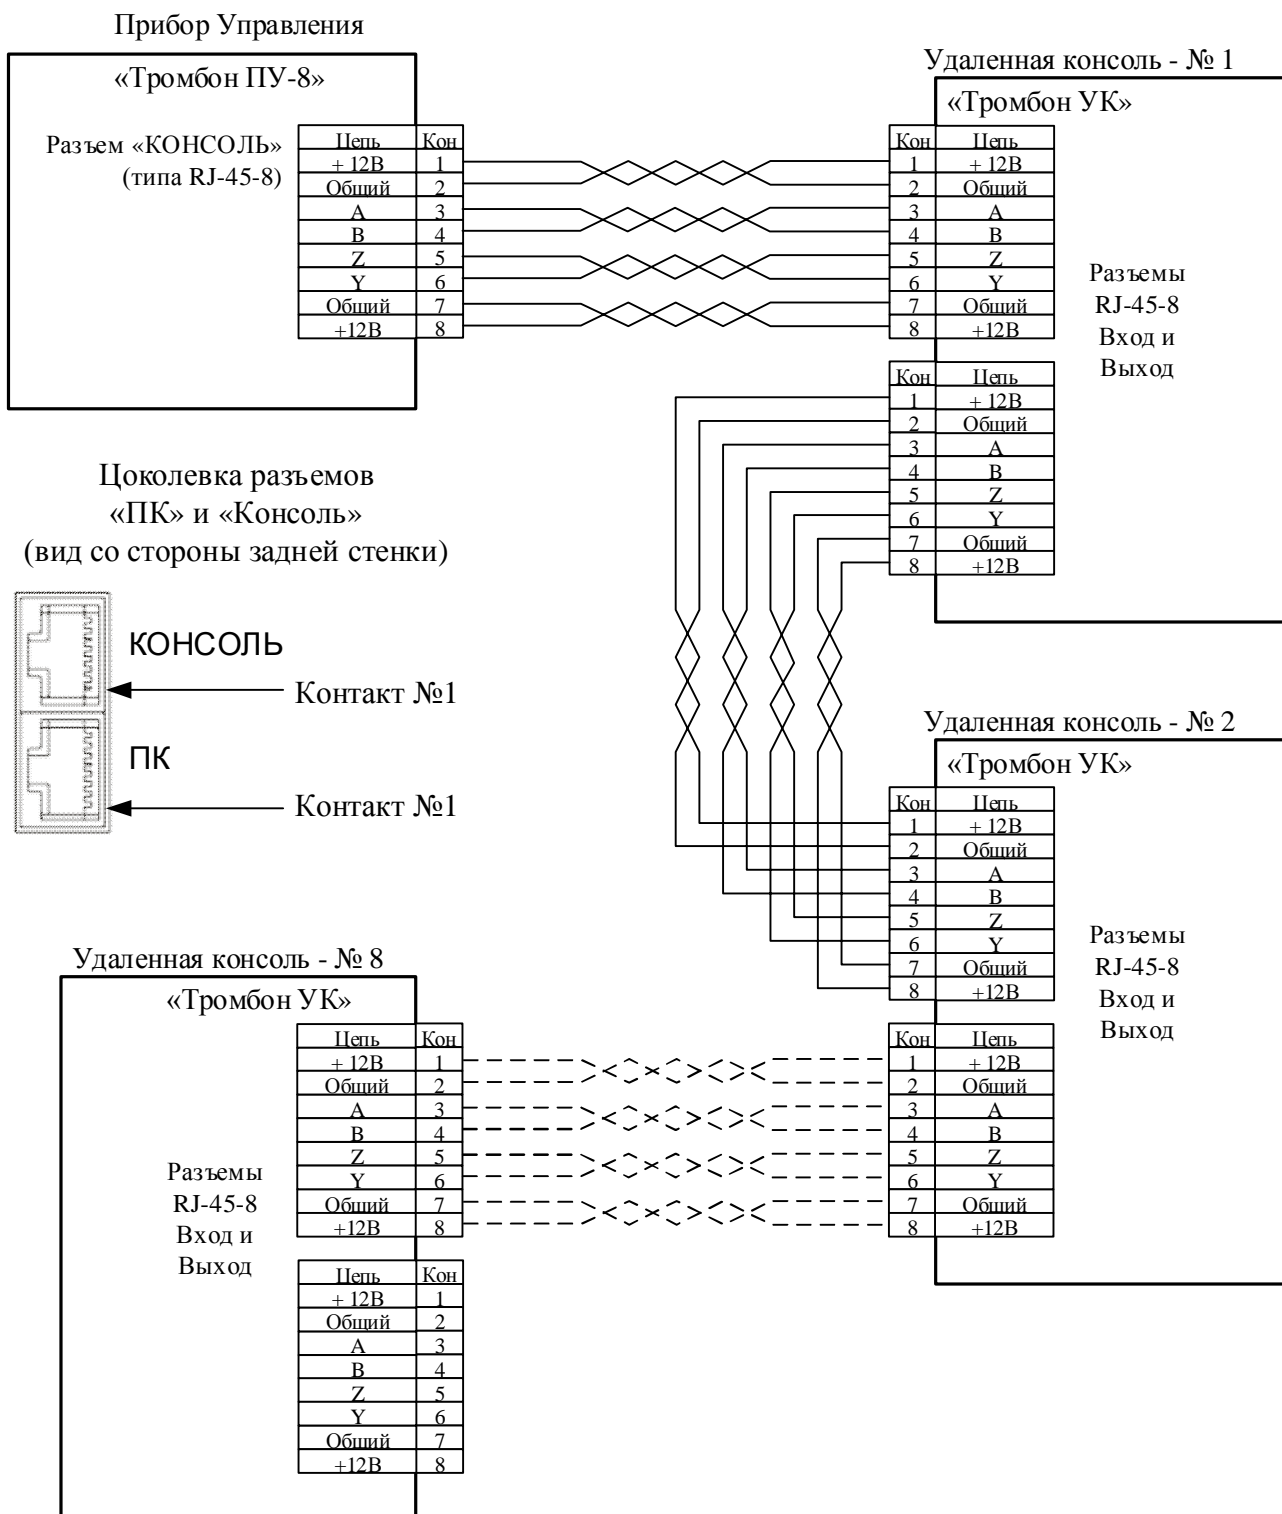 Прибор Управления
«Тромбон ПУ-8»
Разъем «КОНСОЛЬ»
(типа RJ-45-8)
Цепь Кон
+ 12В 1
Общий 2
A 3
B 4
Z 5
Y 6
Общий 7
+12В 8
Удаленная консоль - № 1
«Тромбон УК»
Кон Цепь
1 + 12В
2 Общий
3 A
4 B
5 Z
6 Y
7 Общий
8 +12В
Разъемы
RJ-45-8
Вход и
Выход
Кон Цепь
1 + 12В
2 Общий
3 A
4 B
5 Z
6 Y
7 Общий
8 +12В
Цоколевка разъемов
«ПК» и «Консоль»
(вид со стороны задней стенки)
КОНСОЛЬ
Контакт №1
ПК
Контакт №1
Удаленная консоль - № 2
«Тромбон УК»
Кон Цепь
1 + 12В
2 Общий
3 A
4 B
5 Z
6 Y
7 Общий
8 +12В
Разъемы
RJ-45-8
Вход и
Выход
Кон Цепь
1 + 12В
2 Общий
3 A
4 B
5 Z
6 Y
7 Общий
8 +12В
Удаленная консоль - № 8
«Тромбон УК»
Цепь Кон
+ 12В 1
Общий 2
A 3
B 4
Z 5
Y 6
Общий 7
+12В 8
Разъемы
RJ-45-8
Вход и
Выход
Цепь Кон
+ 12В 1
Общий 2
A 3
B 4
Z 5
Y 6
Общий 7
+12В 8